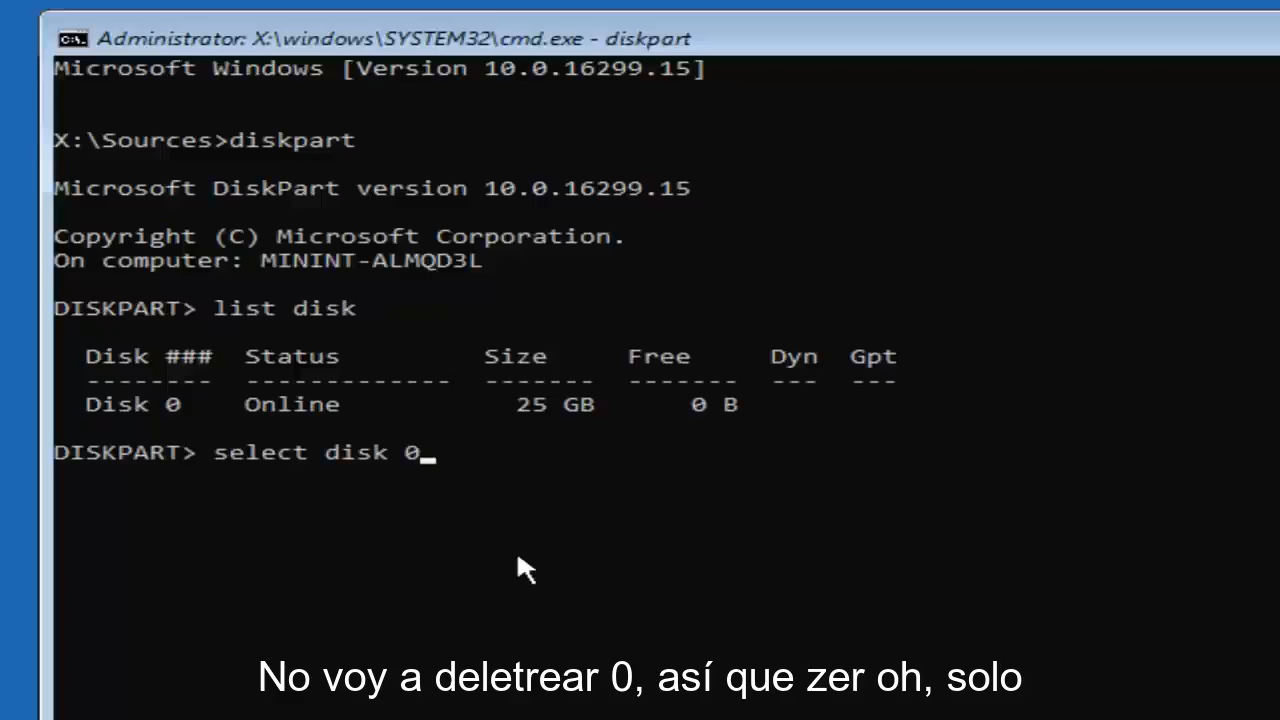 Administrator: X:\windows\SYSTEM32\cmd.exe - diskpart
Microsoft Windows [Version 10.0.16299.15]
X:\Sources>diskpart
Microsoft DiskPart version 10.0.16299.15
Copyright (C) Microsoft Corporation.
On computer: MININT-ALMQD3L
DISKPART> list disk
Disk ### Status Size Free Dyn Gpt
-------- ------------- ------- ------- --- ---
Disk 0 Online 25 GB 0 B
DISKPART> select disk 0_
No voy a deletrear 0, así que zer oh, solo